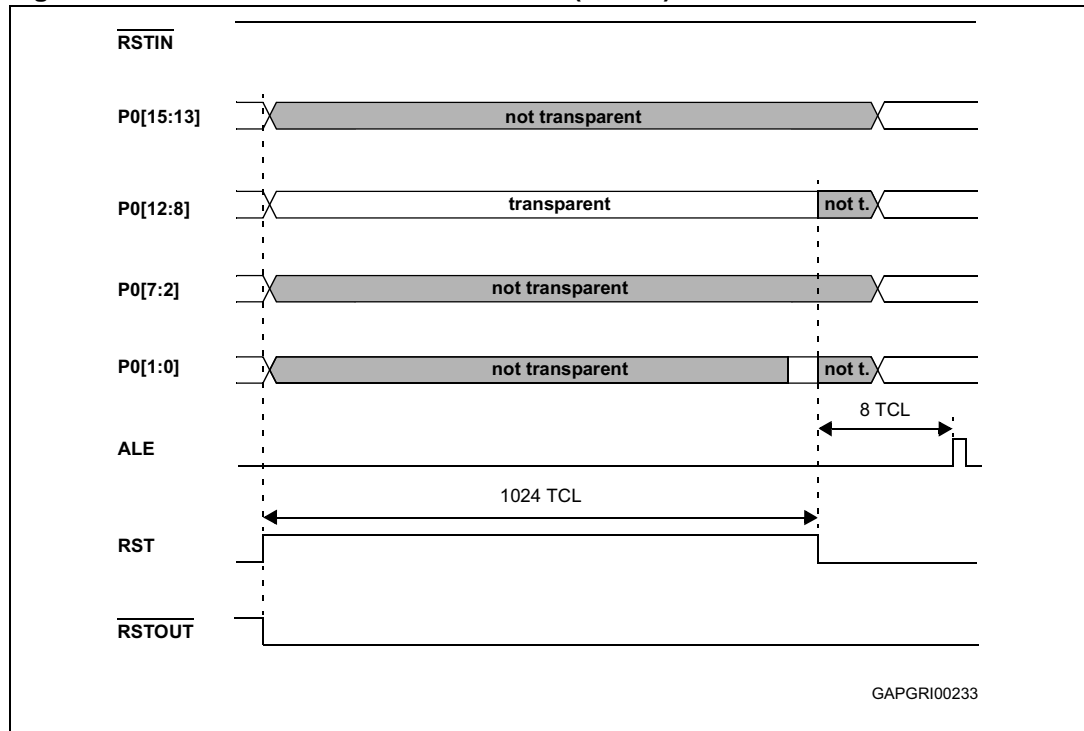 RSTIN
P0[15:13]
not transparent
P0[12:8]
transparent
not t.
P0[7:2]
not transparent
P0[1:0]
not transparent
not t.
8 TCL
ALE
1024 TCL
RST
RSTOUT
GAPGRI00233